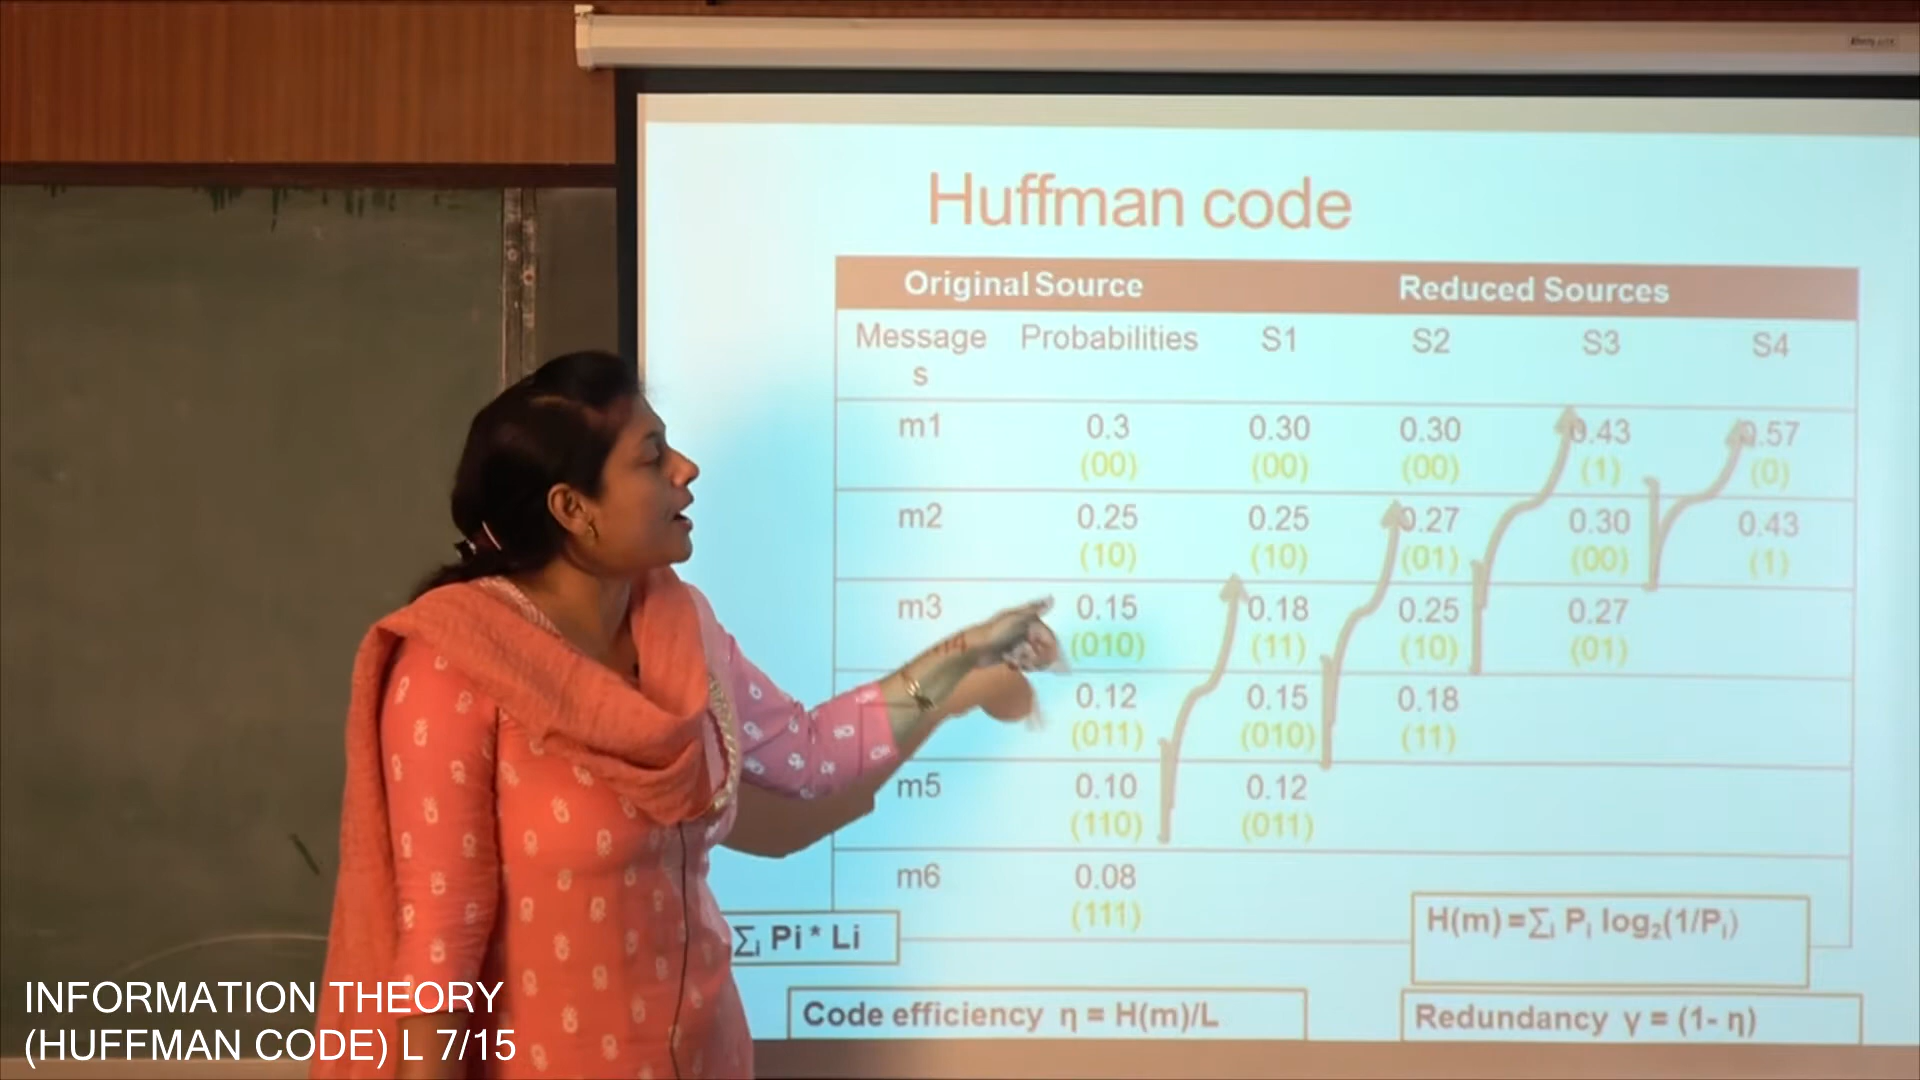 Huffman code
Original Source Reduced Sources
Message Probabilities S1 S2 S3 S4
s
m1 0.3 0.30 0.30 0.43 0.57
(00) (00) (00) (1) (0)
m2 0.25 0.25 0.27 0.30 0.43
(10) (10) (01) (00) (1)
m3 0.15 0.18 0.25 0.27
(010) (11) (10) (01)
0.12 0.15 0.18
(011) (010) (11)
m5 0.10 0.12
(110) (011)
m6 0.08
(111)
∑i Pi * Li
H(m)=∑i Pi log2(1/Pi)
Code efficiency η = H(m)/L
Redundancy γ = (1- η)
INFORMATION THEORY
(HUFFMAN CODE) L 7/15